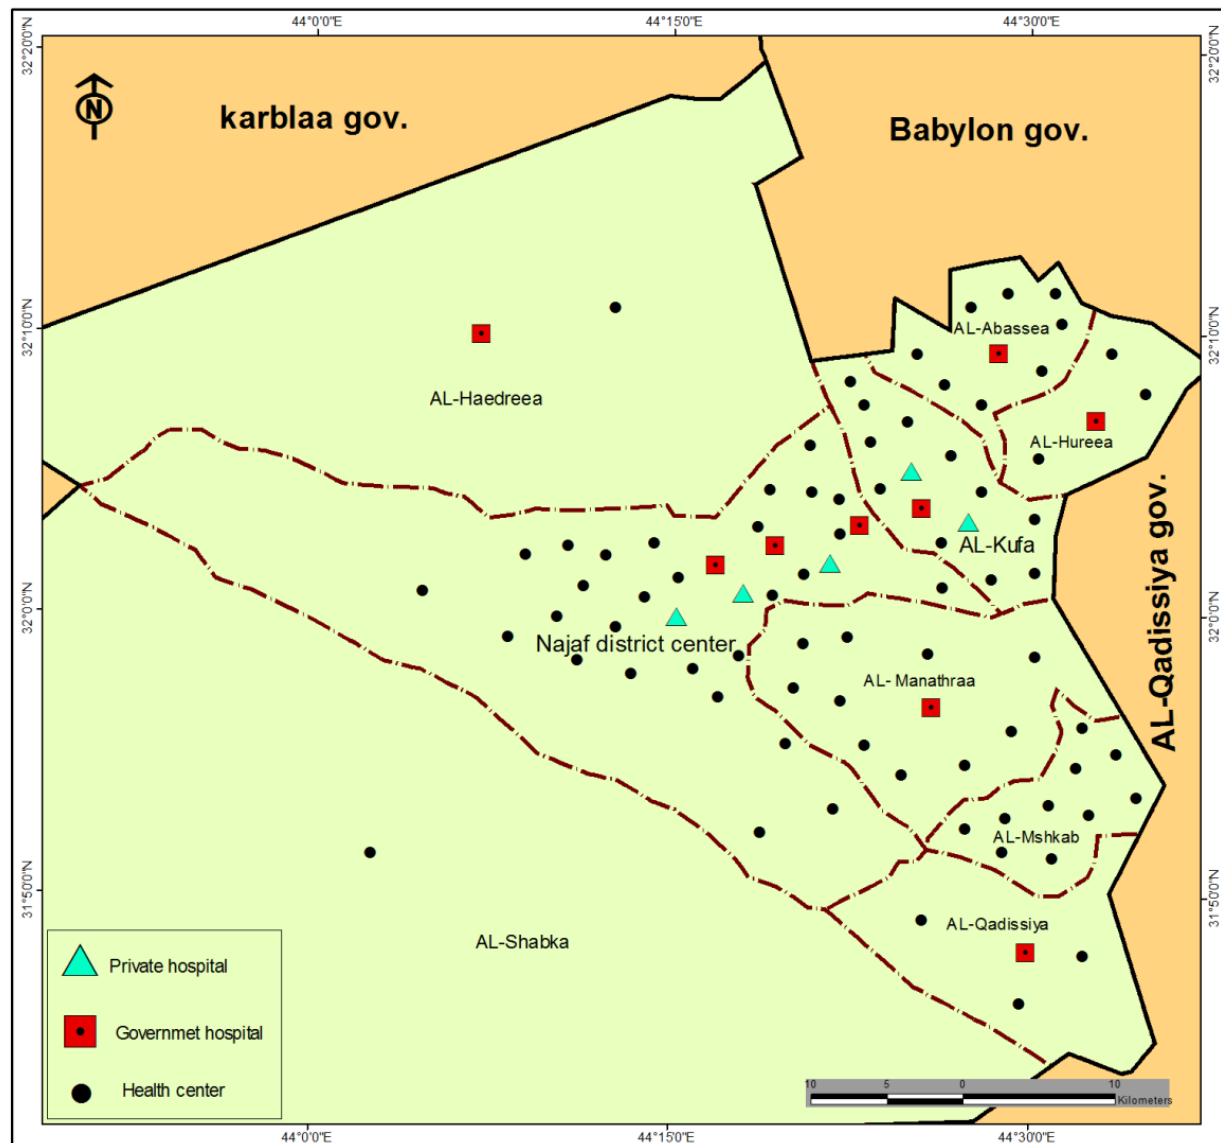 44°0'0"E
44°15'0"E
44°30'0"E
32°20'0"N
32°20'0"N
N
karblaa gov.
Babylon gov.
32°10'0"N
32°10'0"N
AL-Abassea
AL-Haedreea
AL-Hureea
AL-Kufa
32°0'0"N
32°0'0"N
Najaf district center
AL- Manathraa
AL-Qadissiya gov.
AL-Mshkab
31°50'0"N
31°50'0"N
AL-Shabka
AL-Qadissiya
Private hospital
Governmet hospital
Health center
10
5
0
10
Kilometers
44°0'0"E
44°15'0"E
44°30'0"E